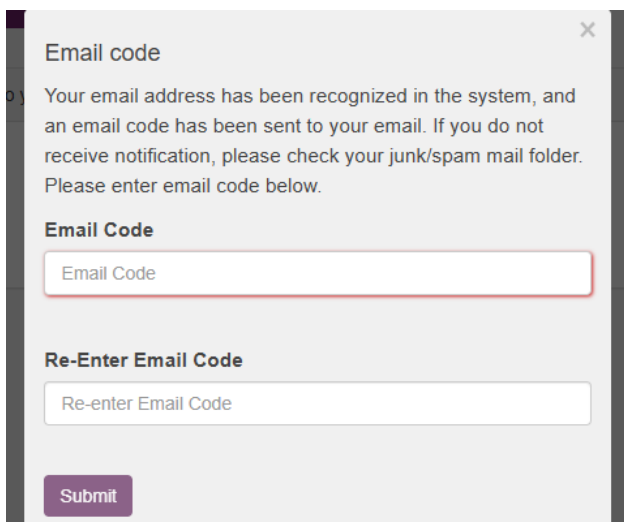 ×
Email code
Your email address has been recognized in the system, and
an email code has been sent to your email. If you do not
receive notification, please check your junk/spam mail folder.
Please enter email code below.
Email Code
Email Code
Re-Enter Email Code
Re-enter Email Code
Submit